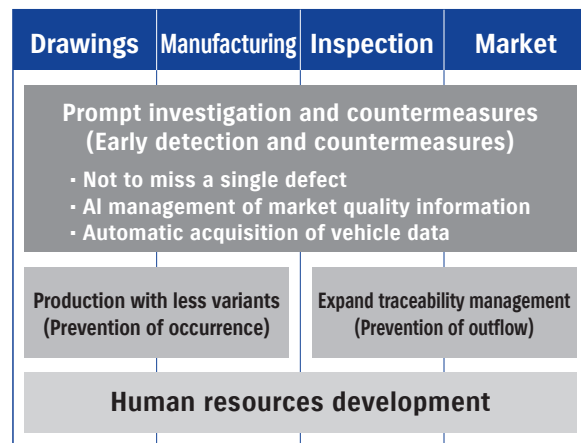 Drawings Manufacturing Inspection Market
Prompt investigation and countermeasures
(Early detection and countermeasures)
・Not to miss a single defect
・AI management of market quality information
・Automatic acquisition of vehicle data
Production with less variants
(Prevention of occurrence)
Expand traceability management
(Prevention of outflow)
Human resources development